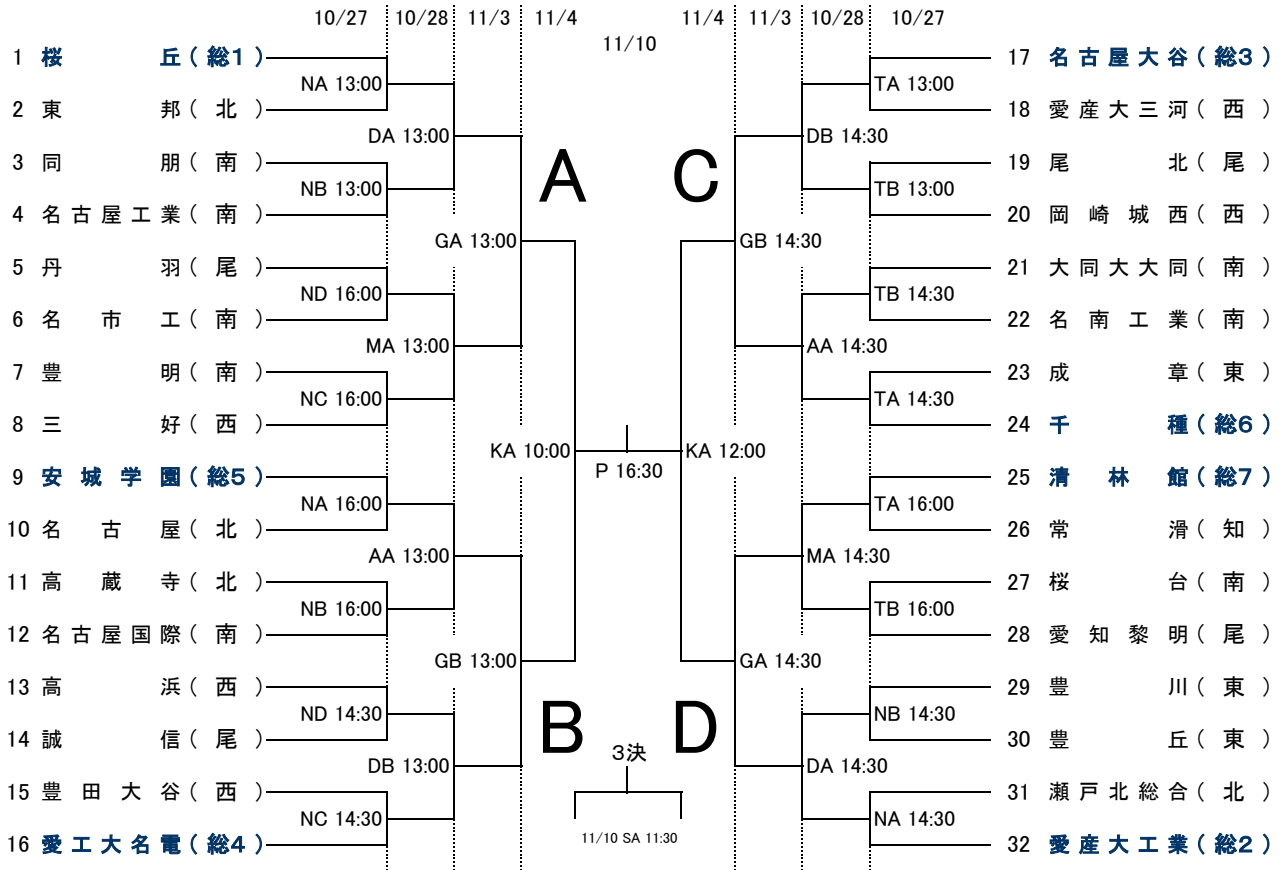 10/27 10/28 11/3 11/4 11/4 11/3 10/28 10/27
11/10
1 桜丘(総1) 17 名古屋大谷(総3)
NA 13:00 TA 13:00
2 東邦(北) 18 愛産大三河(西)
DA 13:00 DB 14:30
3 同朋(南) A C 19 尾北(尾)
NB 13:00 TB 13:00
4 名古屋工業(南) 20 岡崎城西(西)
GA 13:00 GB 14:30
5 丹羽(尾) 21 大同大大同(南)
ND 16:00 TB 14:30
6 名市工(南) 22 名南工業(南)
MA 13:00 AA 14:30
7 豊明(南) 23 成章(東)
NC 16:00 TA 14:30
8 三好(西) 24 千種(総6)
KA 10:00 KA 12:00
P 16:30
9 安城学園(総5) 25 清林館(総7)
NA 16:00 TA 16:00
10 名古屋(北) 26 常滑(知)
AA 13:00 MA 14:30
11 高蔵寺(北) 27 桜台(南)
NB 16:00 TB 16:00
12 名古屋国際(南) 28 愛知黎明(尾)
GB 13:00 GA 14:30
13 高浜(西) 29 豊川(東)
ND 14:30 B D NB 14:30
14 誠信(尾) 30 豊丘(東)
3決
DB 13:00 DA 14:30
15 豊田大谷(西) 31 瀬戸北総合(北)
NC 14:30 NA 14:30
11/10 SA 11:30
16 愛工大名電(総4) 32 愛産大工業(総2)